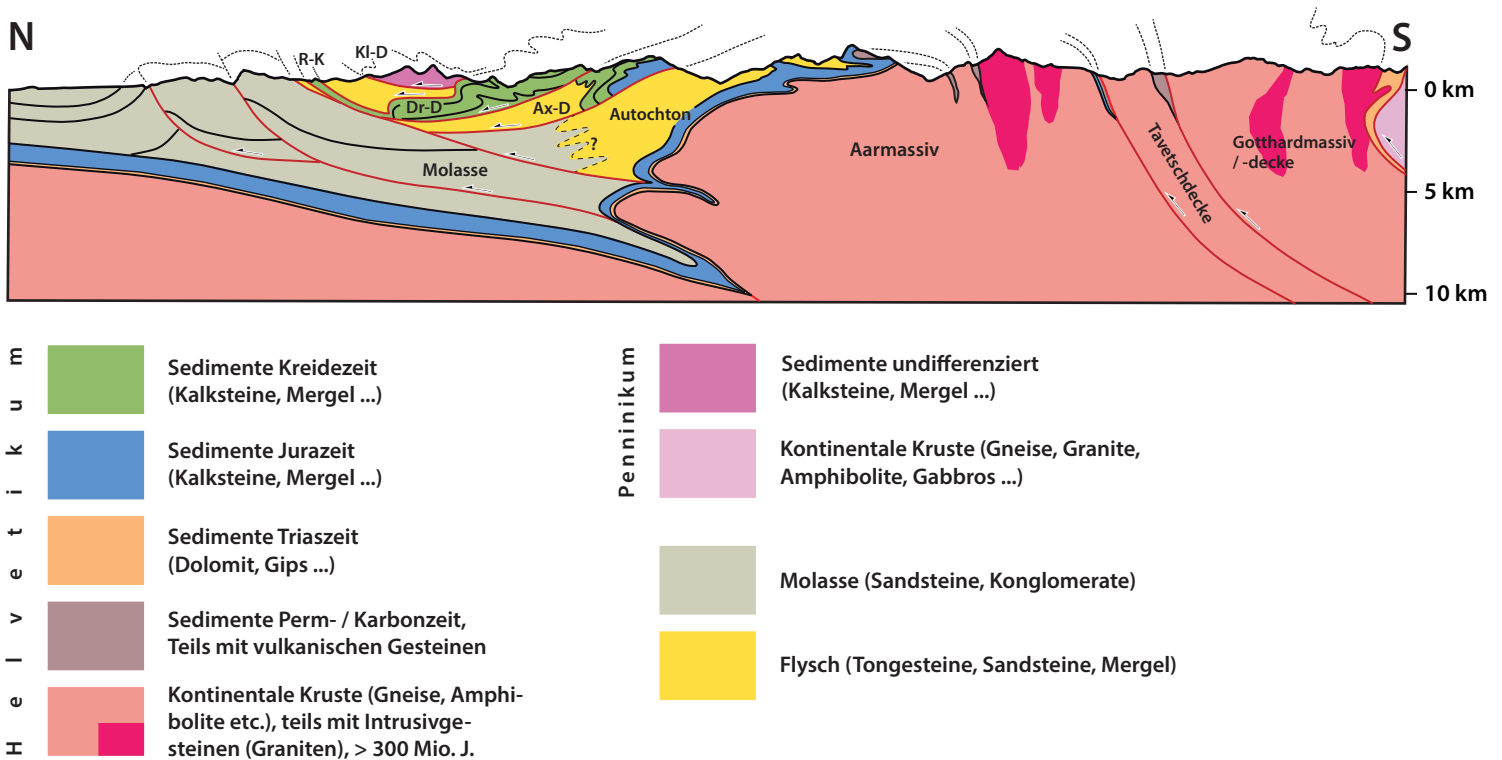 N
S
R-K
Kl-D
Dr-D
Ax-D
Autochton
?
Molasse
Aarmassiv
Tavetschdecke
Gotthardmassiv
/ -decke
0 km
5 km
10 km
Helvetikum
Sedimente Kreidezeit
(Kalksteine, Mergel ...)
Sedimente Jurazeit
(Kalksteine, Mergel ...)
Sedimente Triaszeit
(Dolomit, Gips ...)
Sedimente Perm- / Karbonzeit,
Teils mit vulkanischen Gesteinen
Kontinentale Kruste (Gneise, Amphi-
bolite etc.), teils mit Intrusivge-
steinen (Graniten), > 300 Mio. J.
Penninikum
Sedimente undifferenziert
(Kalksteine, Mergel ...)
Kontinentale Kruste (Gneise, Granite,
Amphibolite, Gabbros ...)
Molasse (Sandsteine, Konglomerate)
Flysch (Tongesteine, Sandsteine, Mergel)